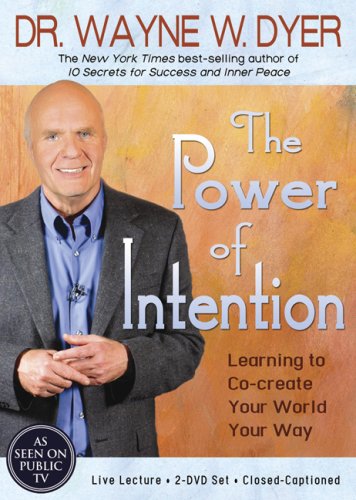 DR. WAYNE W. DYER
The New York Times best-selling author of
10 Secrets for Success and Inner Peace
The
Power
of
Intention
Learning to
Co-create
Your World
Your Way
AS
SEEN ON
PUBLIC
TV
Live Lecture • 2-DVD Set • Closed-Captioned